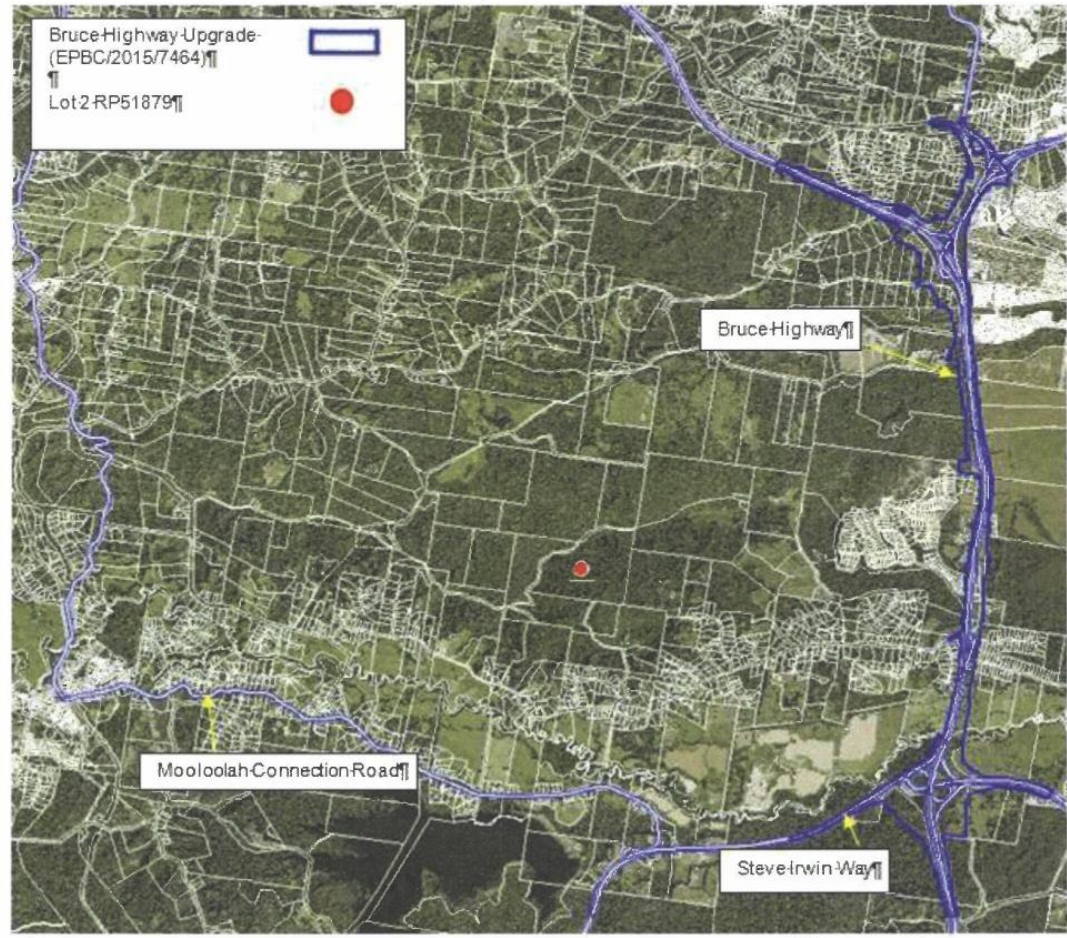 Bruce·Highway·Upgrade·
(EPBC/2015/7464)¶
¶
Lot·2·RP51879¶
Bruce·Highway¶
Mooloolah·Connection·Road¶
Steve·Irwin·Way¶